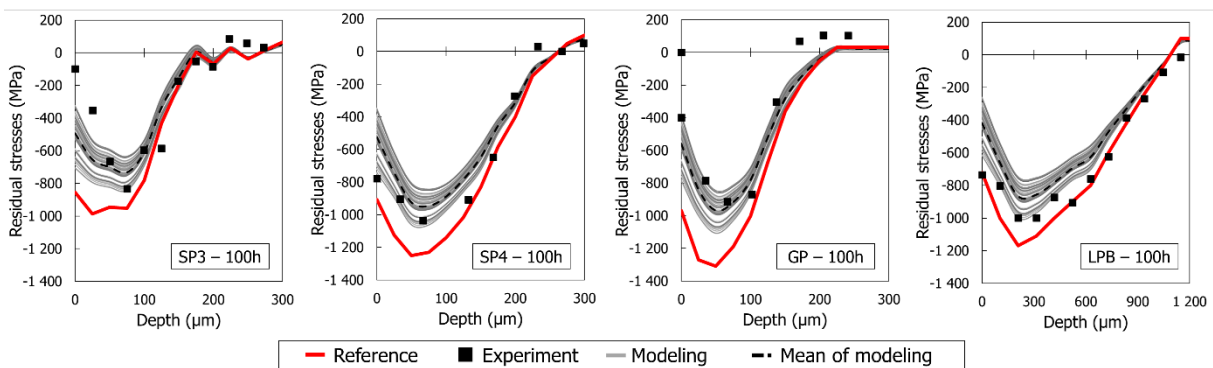 200
0
-200
-400
-600
-800
-1 000
-1 200
-1 400
Residual stresses (MPa)
0 100 200 300
Depth (µm)
SP3 – 100h
200
0
-200
-400
-600
-800
-1 000
-1 200
-1 400
Residual stresses (MPa)
0 100 200 300
Depth (µm)
SP4 – 100h
200
0
-200
-400
-600
-800
-1 000
-1 200
-1 400
Residual stresses (MPa)
0 100 200 300
Depth (µm)
GP – 100h
200
0
-200
-400
-600
-800
-1 000
-1 200
-1 400
Residual stresses (MPa)
0 300 600 900 1 200
Depth (µm)
LPB – 100h
Reference Experiment Modeling Mean of modeling